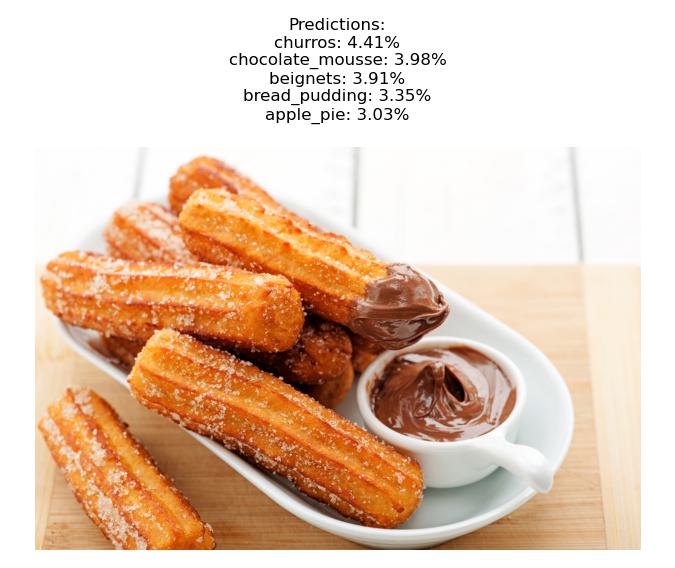 Predictions:
churros: 4.41%
chocolate_mousse: 3.98%
beignets: 3.91%
bread_pudding: 3.35%
apple_pie: 3.03%